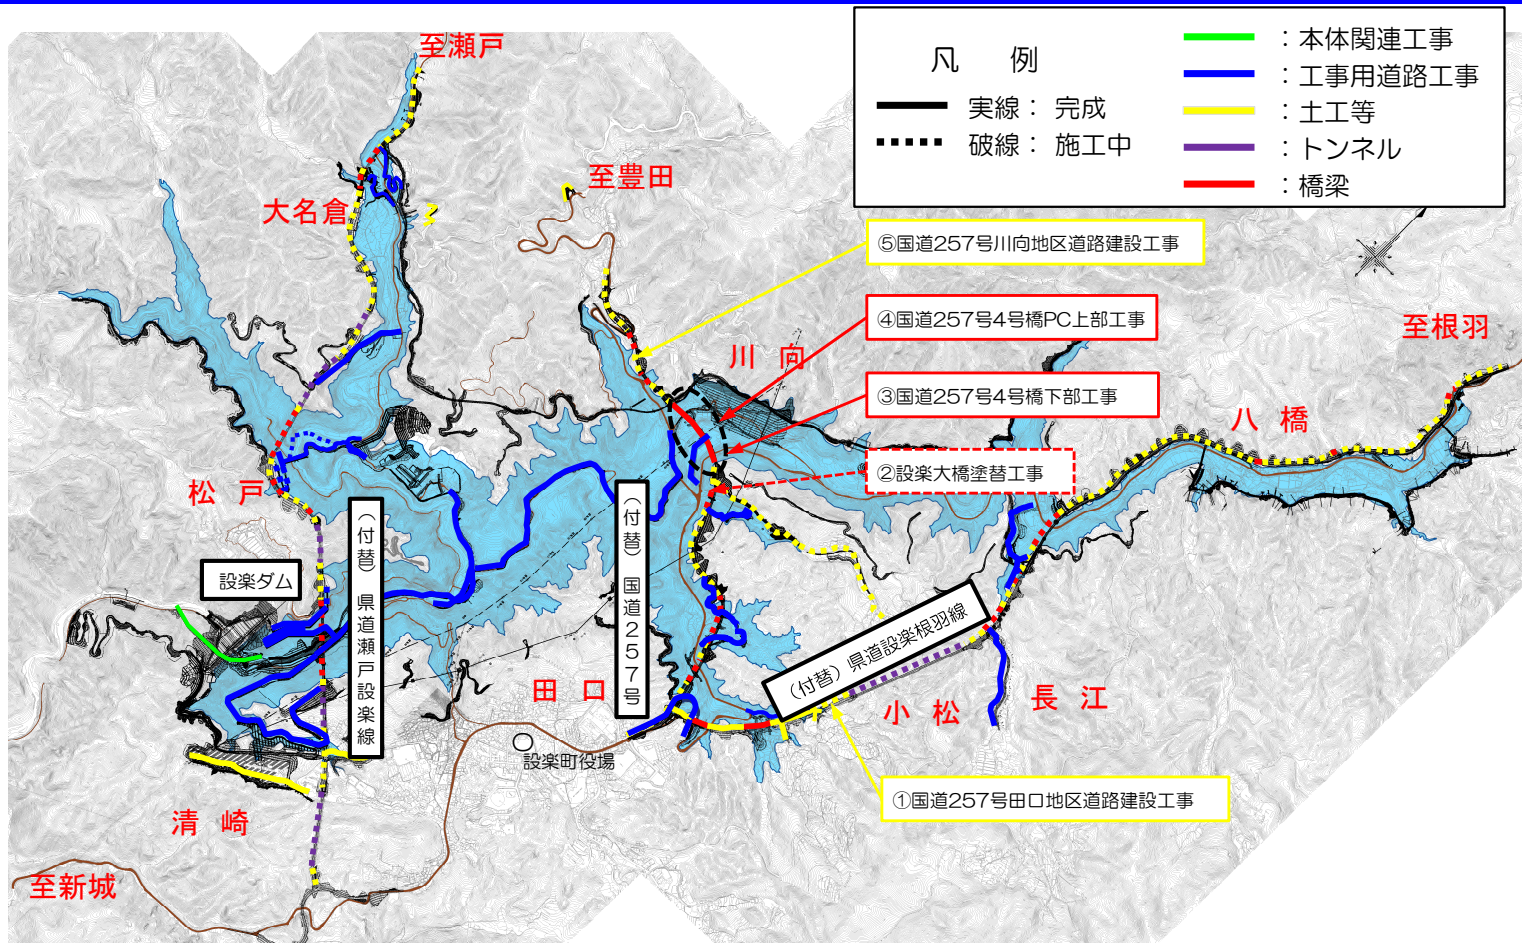 凡　例
実線： 完成
破線： 施工中
：本体関連工事
：工事用道路工事
：土工等
：トンネル
：橋梁
至瀬戸
至豊田
大名倉
⑤国道257号川向地区道路建設工事
④国道257号4号橋PC上部工事
至根羽
川 向
③国道257号4号橋下部工事
八 橋
②設楽大橋塗替工事
松 戸
（付替）県道瀬戸設楽線
（付替）国道257号
設楽ダム
（付替）県道設楽根羽線
田 口
小 松
長 江
設楽町役場
①国道257号田口地区道路建設工事
清 崎
至新城